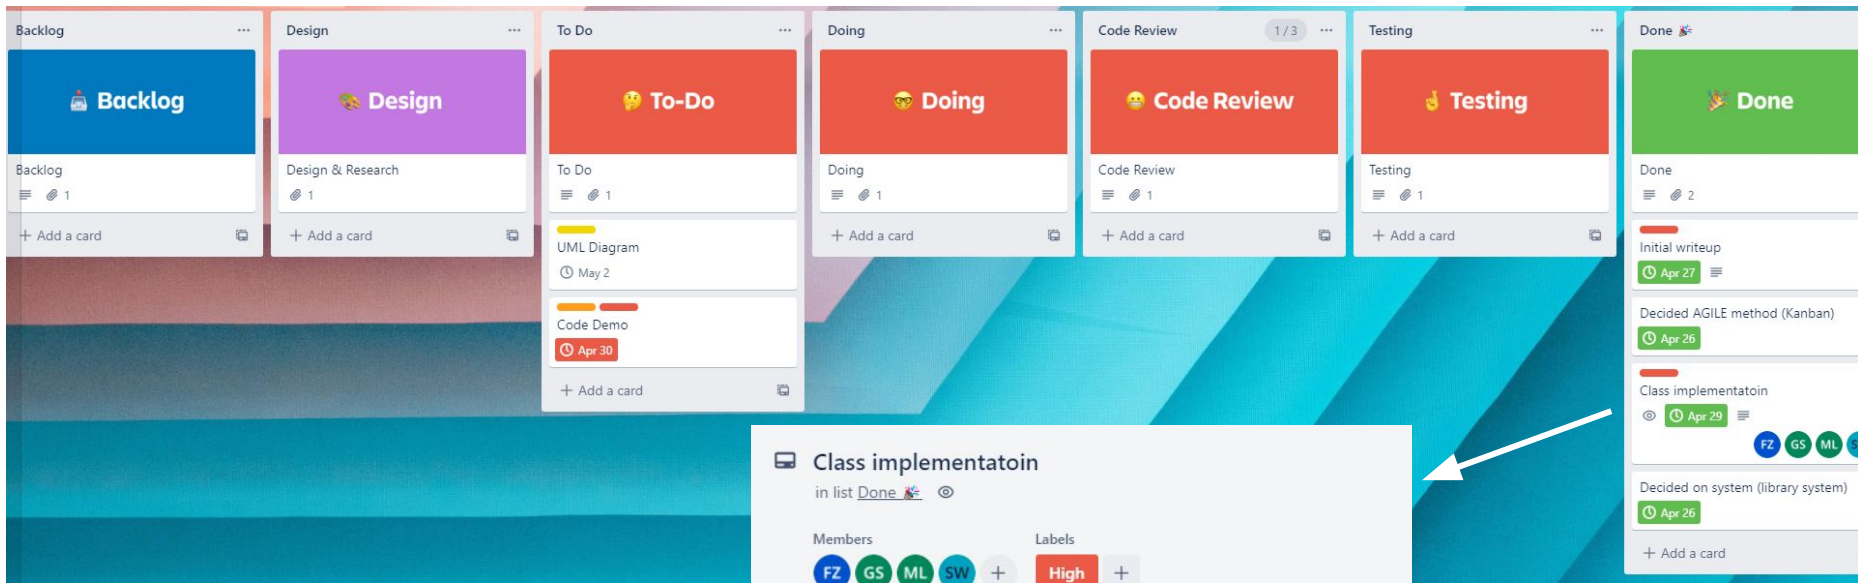 Backlog
Backlog
Backlog
1
+ Add a card
Design
Design
Design & Research
1
+ Add a card
To Do
To-Do
To Do
1
UML Diagram
May 2
Code Demo
Apr 30
+ Add a card
Doing
Doing
Doing
1
+ Add a card
Code Review 1 / 3
Code Review
Code Review
1
+ Add a card
Testing
Testing
Testing
1
+ Add a card
Done
Done
Done
2
Initial writeup
Apr 27
Decided AGILE method (Kanban)
Apr 26
Class implementatoin
Apr 29
FZ GS ML
Decided on system (library system)
Apr 26
+ Add a card
Class implementatoin
in list Done
Members Labels
FZ GS ML SW + High +